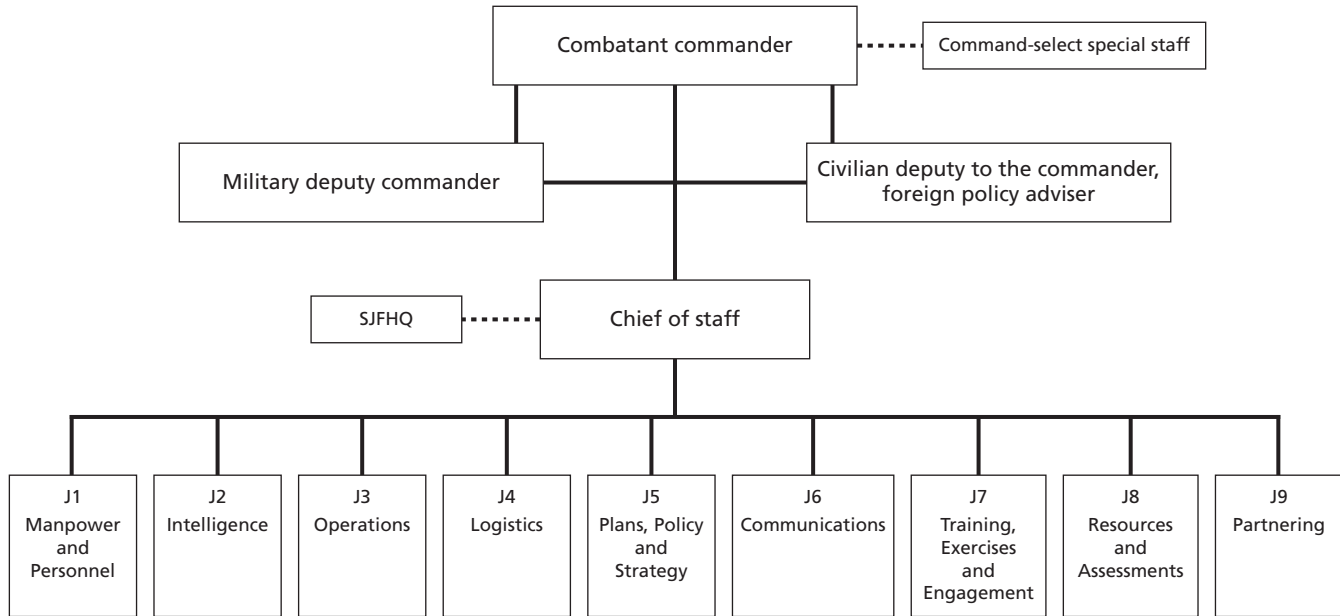 Combatant commander
Command-select special staff
Military deputy commander
Civilian deputy to the commander,
foreign policy adviser
SJFHQ
Chief of staff
J1
Manpower
and
Personnel
J2
Intelligence
J3
Operations
J4
Logistics
J5
Plans, Policy
and
Strategy
J6
Communications
J7
Training,
Exercises
and
Engagement
J8
Resources
and
Assessments
J9
Partnering